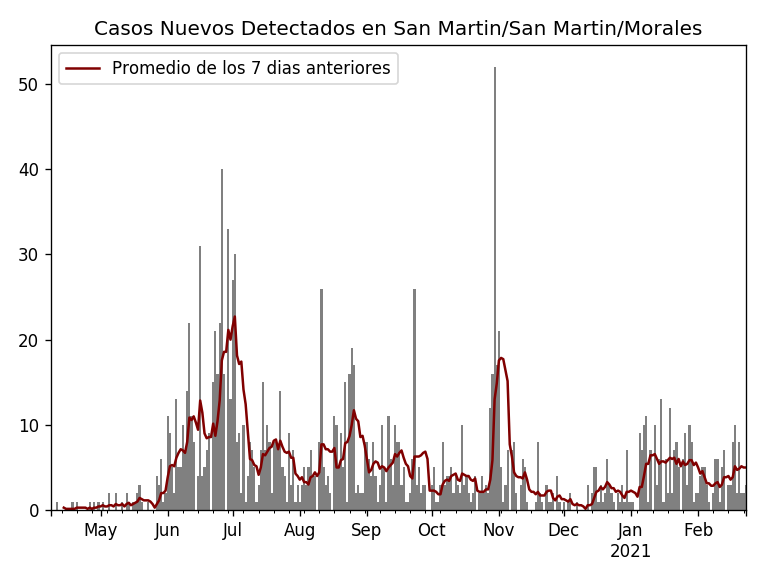 Casos Nuevos Detectados en San Martin/San Martin/Morales
Promedio de los 7 dias anteriores
50
40
30
20
10
0
May Jun Jul Aug Sep Oct Nov Dec Jan Feb
2021